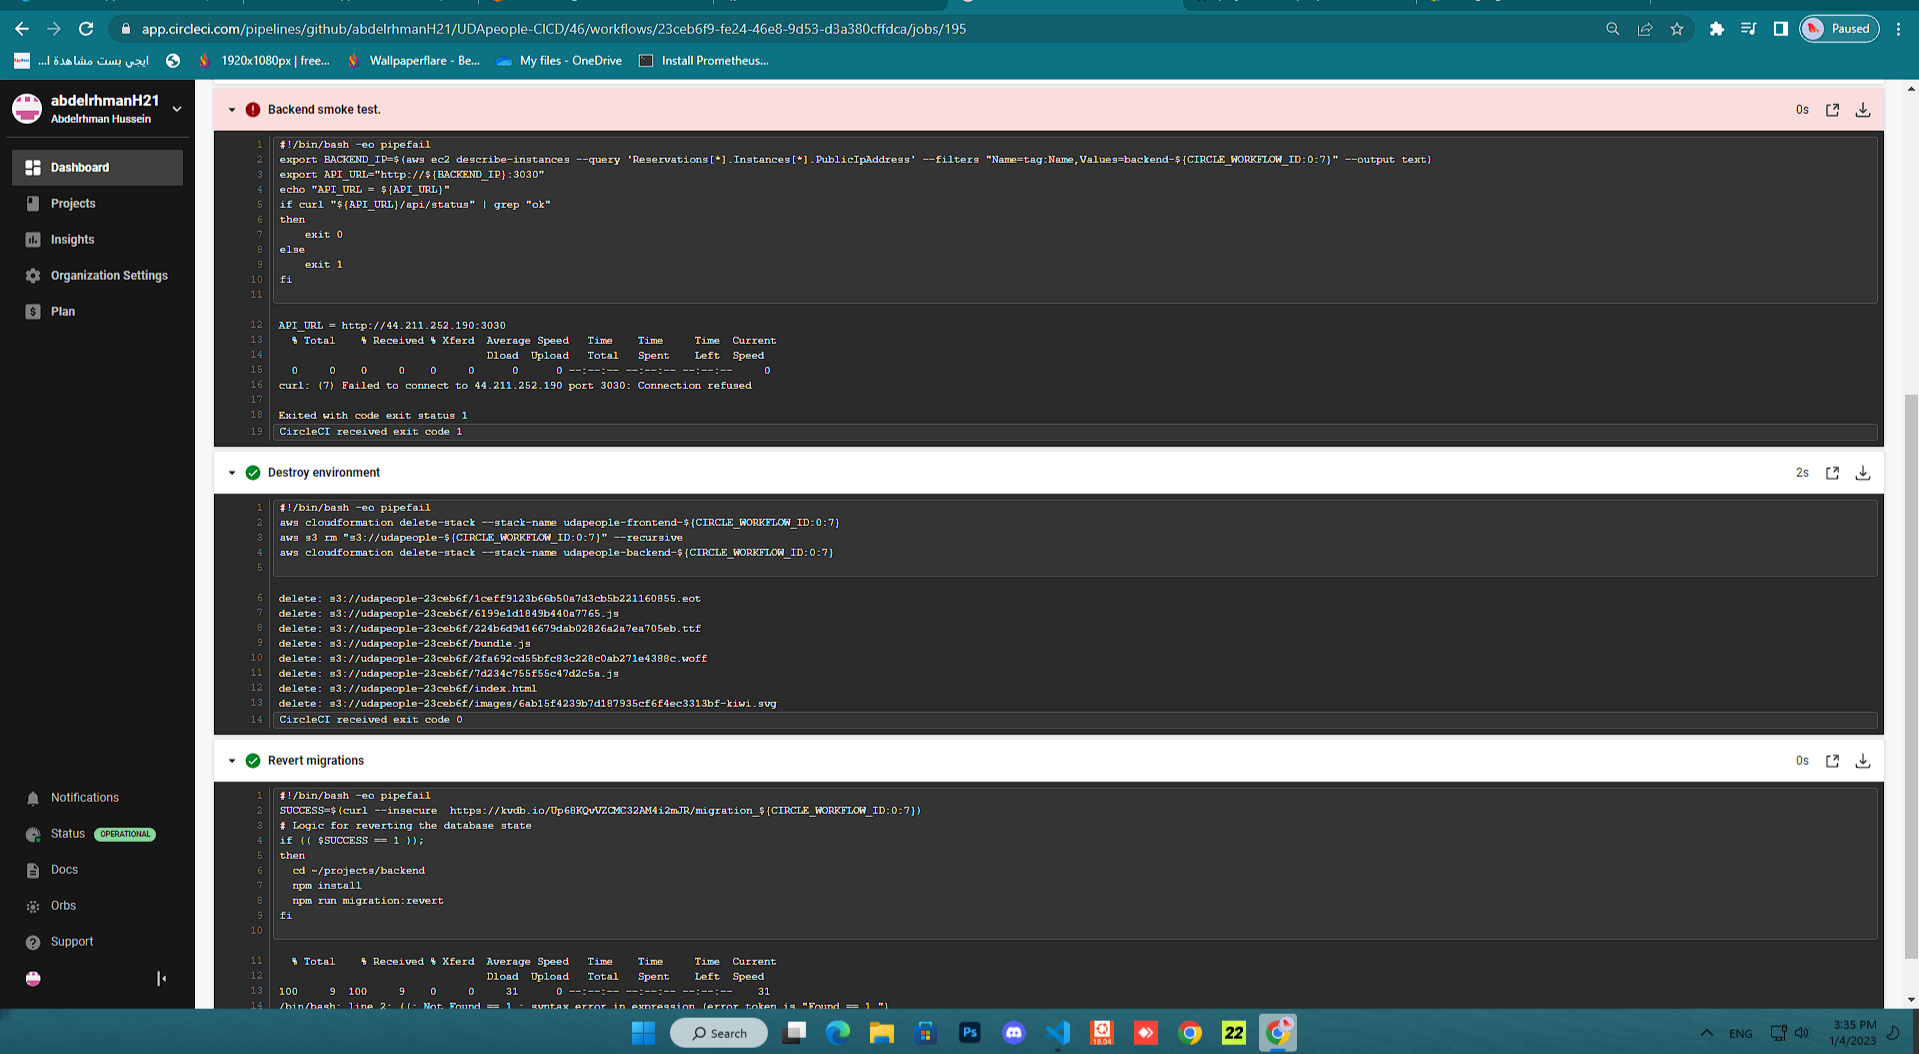 app.circleci.com/pipelines/github/abdelrhmanH21/UDApeople-CICD/46/workflows/23ceb6f9-fe24-46e8-9d53-d3a380cffdca/jobs/195
Paused
ايجي بست مشاهدة ا...
1920x1080px | free...
Wallpaperflare - Be...
My files - OneDrive
Install Prometheus...
abdelrhmanH21
Abdelrhman Hussein
Dashboard
Projects
Insights
Organization Settings
Plan
Notifications
Status OPERATIONAL
Docs
Orbs
Support
Backend smoke test.
0s
1 #!/bin/bash -eo pipefail
2 export BACKEND_IP=$(aws ec2 describe-instances --query 'Reservations[*].Instances[*].PublicIpAddress' --filters "Name=tag:Name,Values=backend-${CIRCLE_WORKFLOW_ID:0:7}" --output text)
3 export API_URL="http://${BACKEND_IP}:3030"
4 echo "API_URL = ${API_URL}"
5 if curl "${API_URL}/api/status" | grep "ok"
6 then
7 exit 0
8 else
9 exit 1
10 fi
11
12 API_URL = http://44.211.252.190:3030
13 % Total % Received % Xferd Average Speed Time Time Time Current
14 Dload Upload Total Spent Left Speed
15 0 0 0 0 0 0 0 0 --:--:-- --:--:-- --:--:-- 0
16 curl: (7) Failed to connect to 44.211.252.190 port 3030: Connection refused
17
18 Exited with code exit status 1
19 CircleCI received exit code 1
Destroy environment
2s
1 #!/bin/bash -eo pipefail
2 aws cloudformation delete-stack --stack-name udapeople-frontend-${CIRCLE_WORKFLOW_ID:0:7}
3 aws s3 rm "s3://udapeople-${CIRCLE_WORKFLOW_ID:0:7}" --recursive
4 aws cloudformation delete-stack --stack-name udapeople-backend-${CIRCLE_WORKFLOW_ID:0:7}
5
6 delete: s3://udapeople-23ceb6f/1ceff9123b66b50a7d3cb5b221160855.eot
7 delete: s3://udapeople-23ceb6f/6199e1d1849b440a7765.js
8 delete: s3://udapeople-23ceb6f/224b6d9d16679dab02826a2a7ea705eb.ttf
9 delete: s3://udapeople-23ceb6f/bundle.js
10 delete: s3://udapeople-23ceb6f/2fa692cd55bfc83c228c0ab271e4388c.woff
11 delete: s3://udapeople-23ceb6f/7d234c755f55c47d2c5a.js
12 delete: s3://udapeople-23ceb6f/index.html
13 delete: s3://udapeople-23ceb6f/images/6ab15f4239b7d187935cf6f4ec3313bf-kiwi.svg
14 CircleCI received exit code 0
Revert migrations
0s
1 #!/bin/bash -eo pipefail
2 SUCCESS=$(curl --insecure https://kvdb.io/Up68KQvVZCMC32AM4i2mJR/migration_${CIRCLE_WORKFLOW_ID:0:7})
3 # Logic for reverting the database state
4 if (( $SUCCESS == 1 ));
5 then
6 cd ~/projects/backend
7 npm install
8 npm run migration:revert
9 fi
10
11 % Total % Received % Xferd Average Speed Time Time Time Current
12 Dload Upload Total Spent Left Speed
13 100 9 100 9 0 0 31 0 --:--:-- --:--:-- --:--:-- 31
14 /bin/bash: line 2: ((: Not Found == 1 : syntax error in expression (error token is "Found == 1 ")
Search
Ps
18.04
22
ENG
3:35 PM
1/4/2023